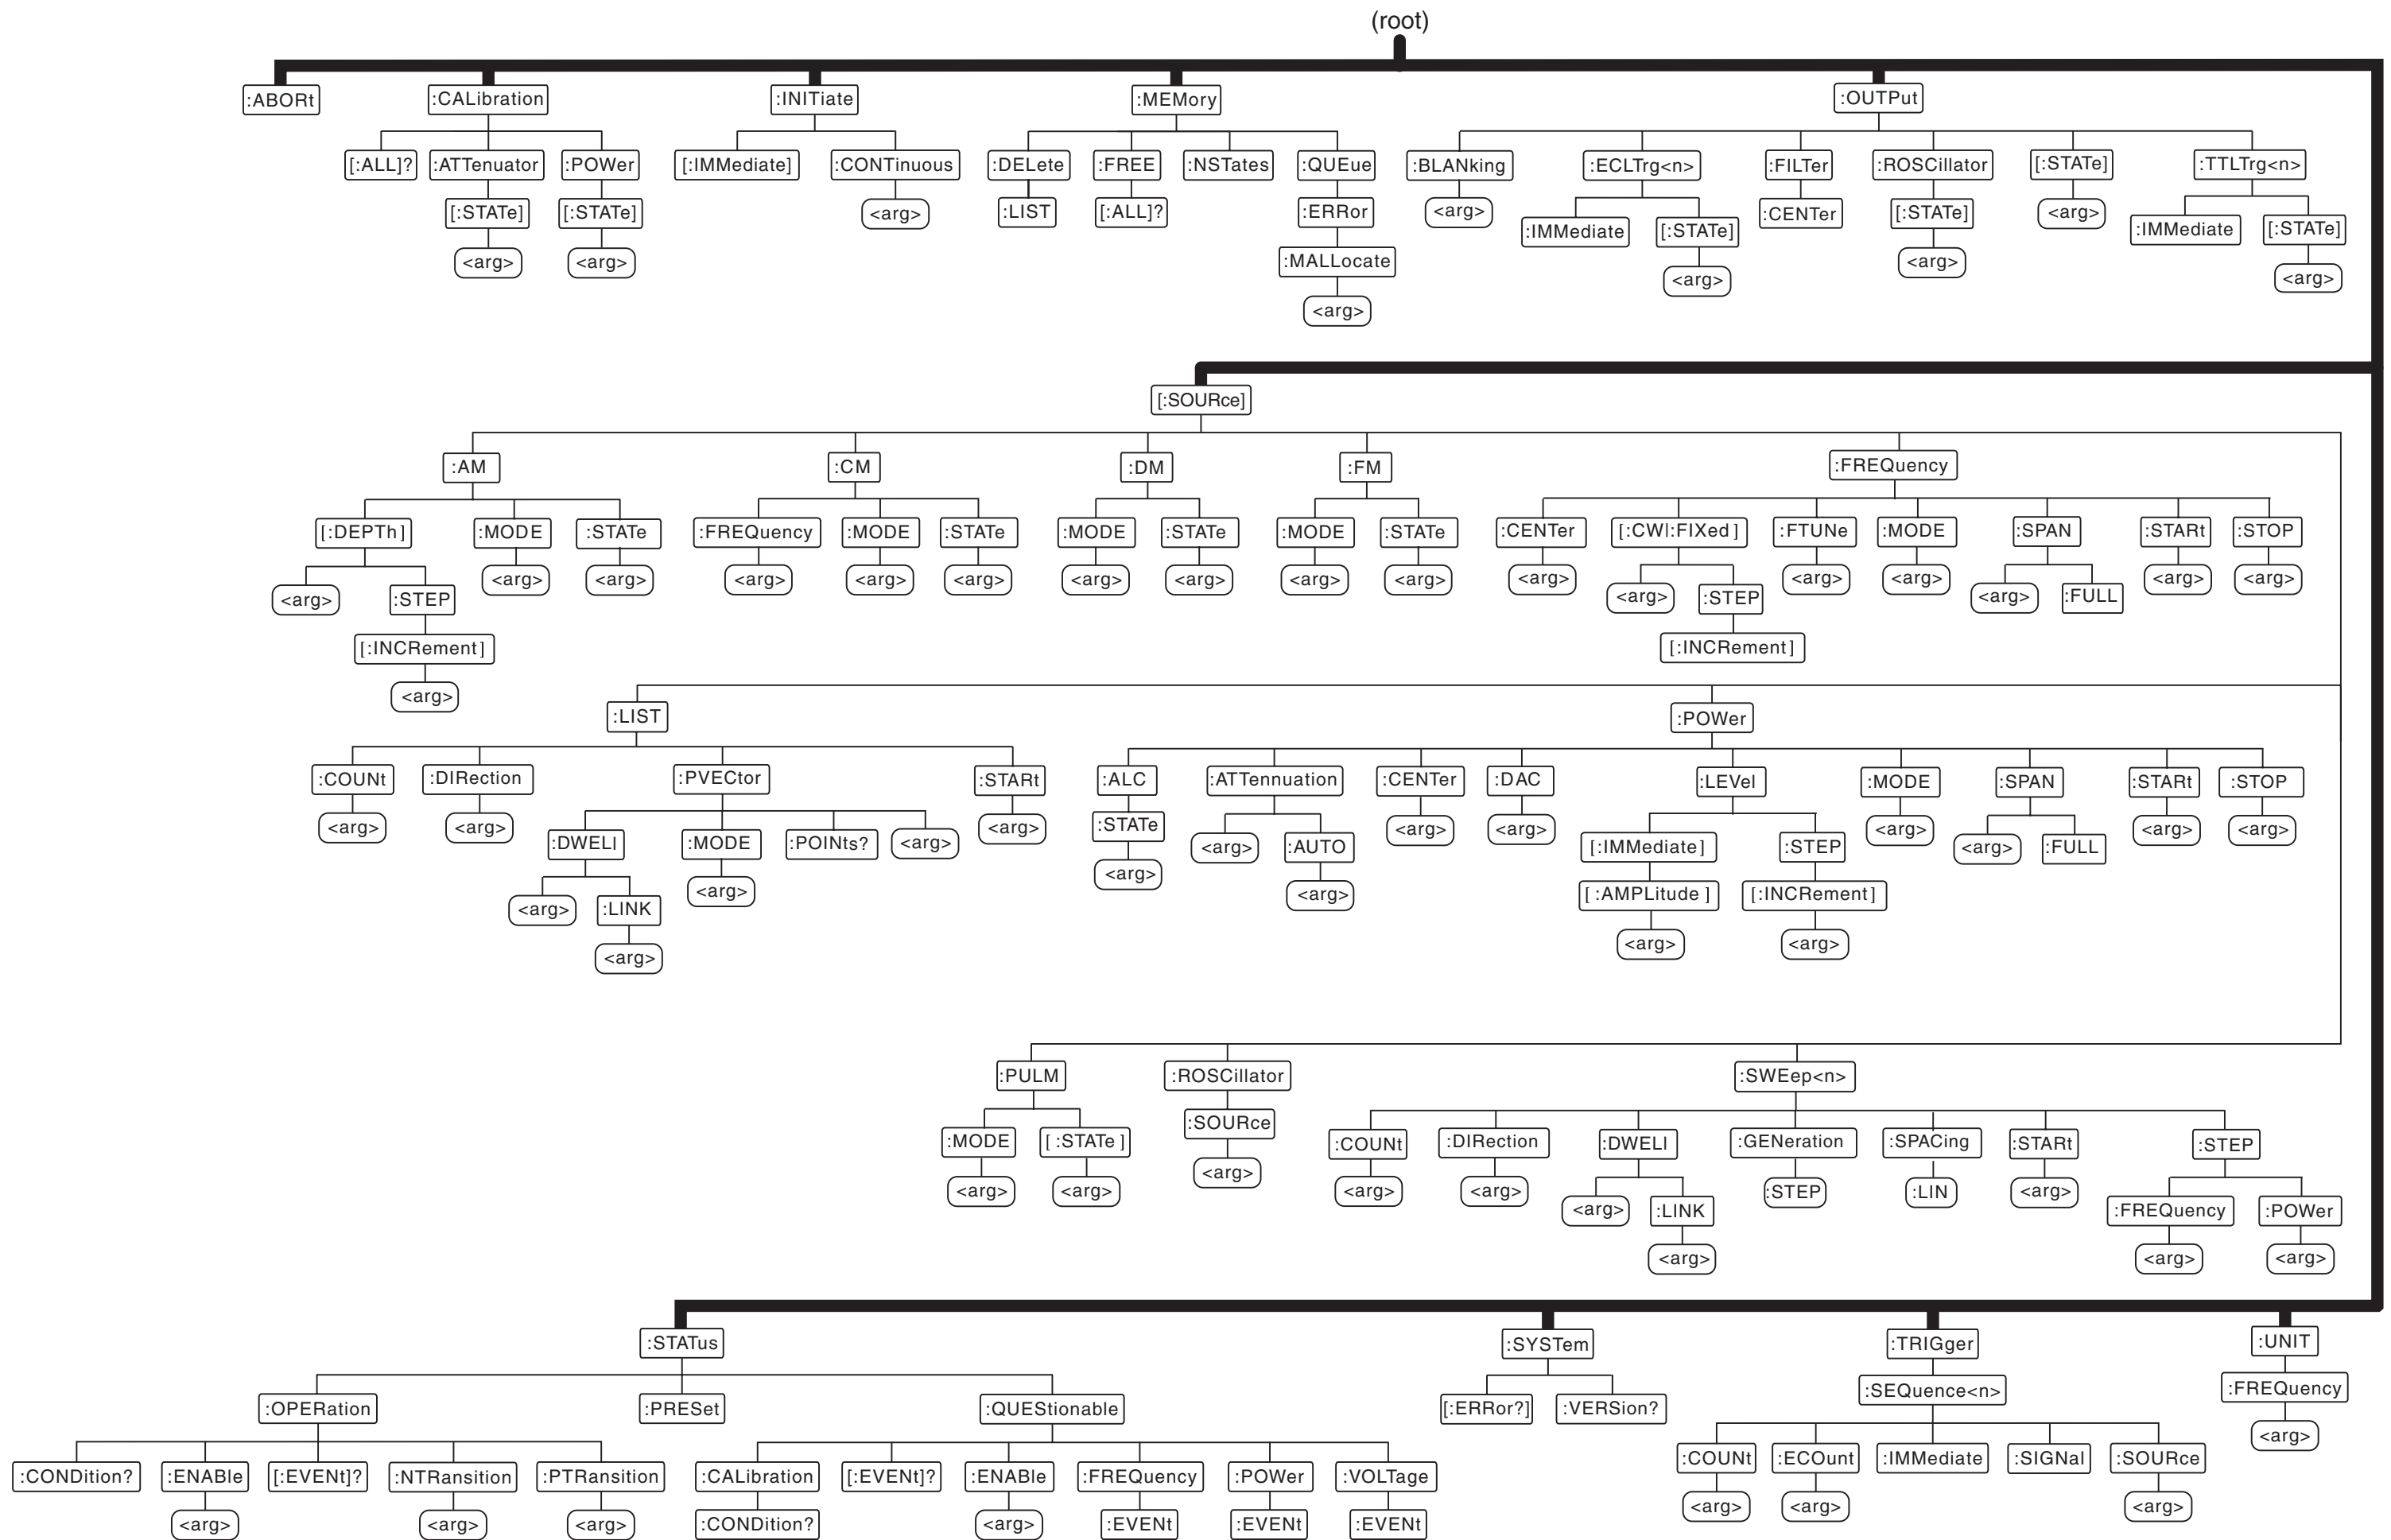 (root)
:ABORt :CALibration :INITiate :MEMory :OUTPut
[:ALL]? :ATTenuator :POWer [:IMMediate] :CONTinuous :DELete :FREE :NSTates :QUEue :BLANking :ECLTrg<n> :FILTer :ROSCillator [:STATe] :TTLTrg<n>
[:STATe] [:STATe] <arg> :LIST [:ALL]? :ERRor <arg> :IMMediate [:STATe] :CENTer [:STATe] <arg> :IMMediate [:STATe]
<arg> <arg> :MALLocate <arg> <arg> <arg>
<arg>
[:SOURce]
:AM :CM :DM :FM :FREQuency
[:DEPTh] :MODE :STATe :FREQuency :MODE :STATe :MODE :STATe :MODE :STATe :CENTer [:CWI:FIXed] :FTUNe :MODE :SPAN :STARt :STOP
<arg> <arg> <arg> <arg> <arg> <arg> <arg> <arg> <arg> <arg> <arg> <arg> <arg>
<arg> :STEP <arg> :STEP <arg> :FULL
[:INCRement] [:INCRement]
<arg>
:LIST :POWer
:COUNt :DIRection :PVECtor :STARt :ALC :ATTennuation :CENTer :DAC :LEVel :MODE :SPAN :STARt :STOP
<arg> <arg> <arg> :STATe <arg> <arg> <arg> <arg> <arg>
:DWELl :MODE :POINts? <arg> <arg> :AUTO [:IMMediate] :STEP <arg> :FULL
<arg> <arg> <arg> [:AMPLitude] [:INCRement]
<arg> :LINK <arg> <arg>
<arg>
:PULM :ROSCillator :SWEep<n>
:MODE [:STATe] :SOURce :COUNt :DIRection :DWELl :GENeration :SPACing :STARt :STEP
<arg> <arg> <arg> <arg> <arg> <arg> :LINK :STEP :LIN <arg> :FREQuency :POWer
<arg> <arg> <arg>
:STATus :SYSTem :TRIGger :UNIT
:OPERation :PRESet :QUEStionable [:ERRor?] :VERSion? :SEQuence<n> :FREQuency
<arg>
:CONDition? :ENABle [:EVENt]? :NTRansition :PTRansition :CALibration [:EVENt]? :ENABle :FREQuency :POWer :VOLTage :COUNt :ECOunt :IMMediate :SIGNal :SOURce
<arg> <arg> <arg> :CONDition? <arg> :EVENt :EVENt :EVENt <arg> <arg> <arg>